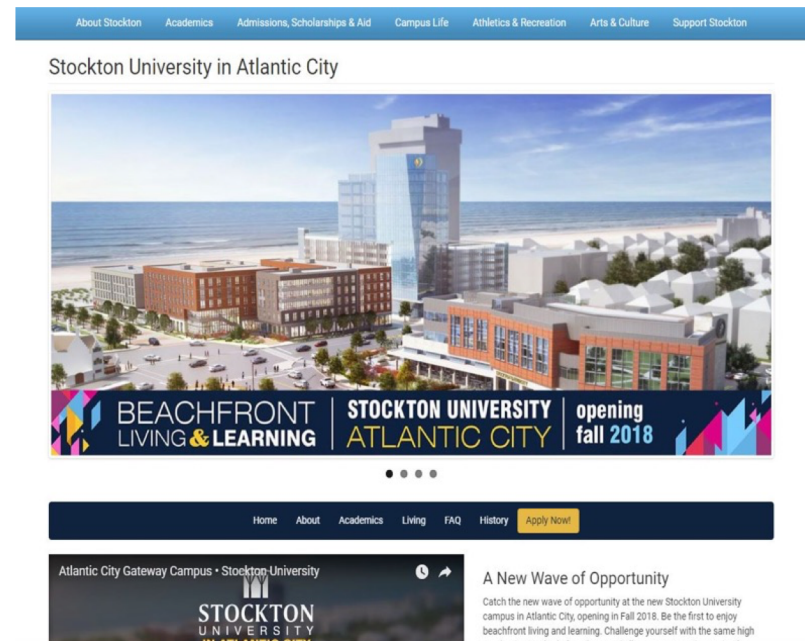 About Stockton Academics Admissions, Scholarships & Aid Campus Life Athletics & Recreation Arts & Culture Support Stockton
Stockton University in Atlantic City
BEACHFRONT
LIVING & LEARNING
STOCKTON UNIVERSITY
ATLANTIC CITY
opening
fall 2018
Home About Academics Living FAQ History Apply Now!
Atlantic City Gateway Campus • Stockton University
STOCKTON
UNIVERSITY
IN ATLANTIC CITY
A New Wave of Opportunity
Catch the new wave of opportunity at the new Stockton University
campus in Atlantic City, opening in Fall 2018. Be the first to enjoy
beachfront living and learning. Challenge yourself with the same high